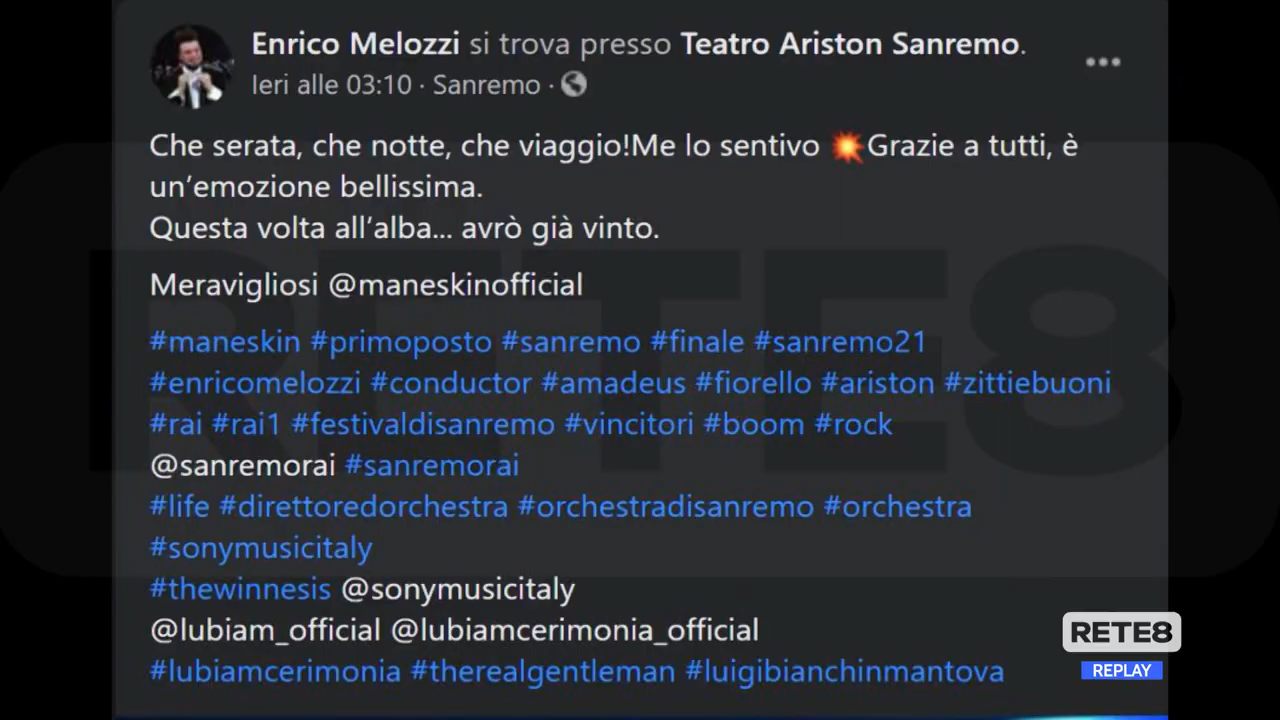 Enrico Melozzi si trova presso Teatro Ariston Sanremo.
Ieri alle 03:10 · Sanremo ·
Che serata, che notte, che viaggio!Me lo sentivo 💥Grazie a tutti, è
un’emozione bellissima.
Questa volta all’alba... avrò già vinto.
Meravigliosi @maneskinofficial
#maneskin #primoposto #sanremo #finale #sanremo21
#enricomelozzi #conductor #amadeus #fiorello #ariston #zittiebuoni
#rai #rai1 #festivaldisanremo #vincitori #boom #rock
@sanremorai #sanremorai
#life #direttoredorchestra #orchestradisanremo #orchestra
#sonymusicitaly
#thewinnesis @sonymusicitaly
@lubiam_official @lubiamcerimonia_official
#lubiamcerimonia #therealgentleman #luigibianchinmantova
RETE8
RETE8
REPLAY